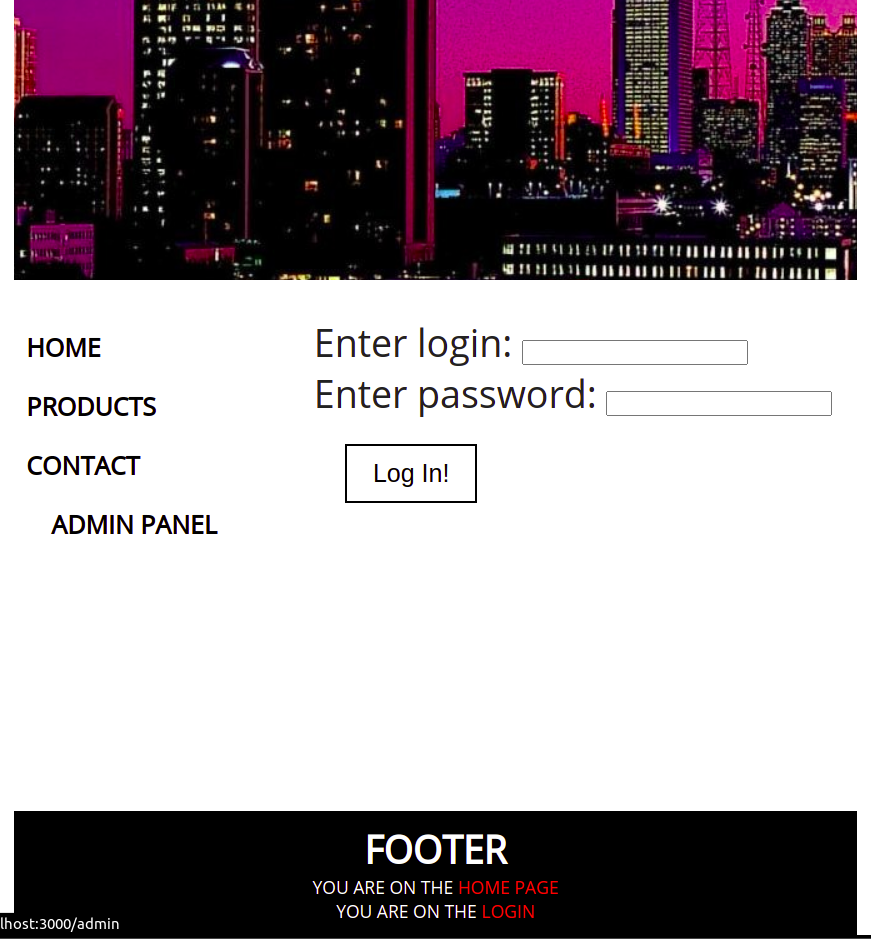 HOME
PRODUCTS
CONTACT
ADMIN PANEL
Enter login:
Enter password:
Log In!
FOOTER
YOU ARE ON THE HOME PAGE
YOU ARE ON THE LOGIN
lhost:3000/admin